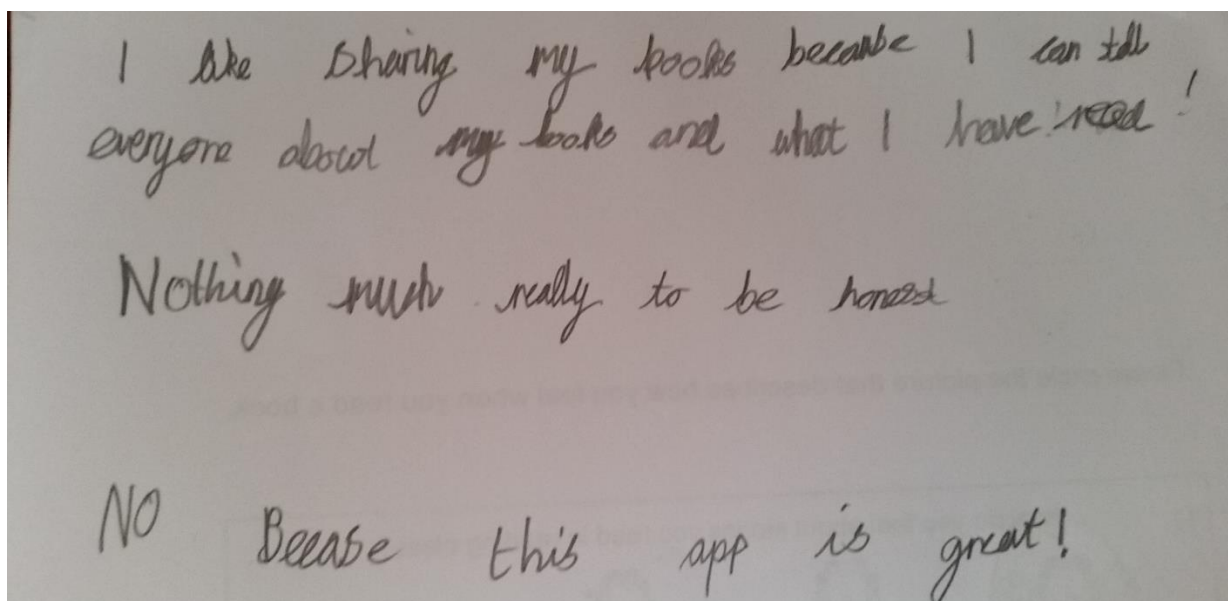 I like sharing my books because I can tell
everyone about my books and what I have read!
Nothing much really to be honest
NO Becase this app is great!